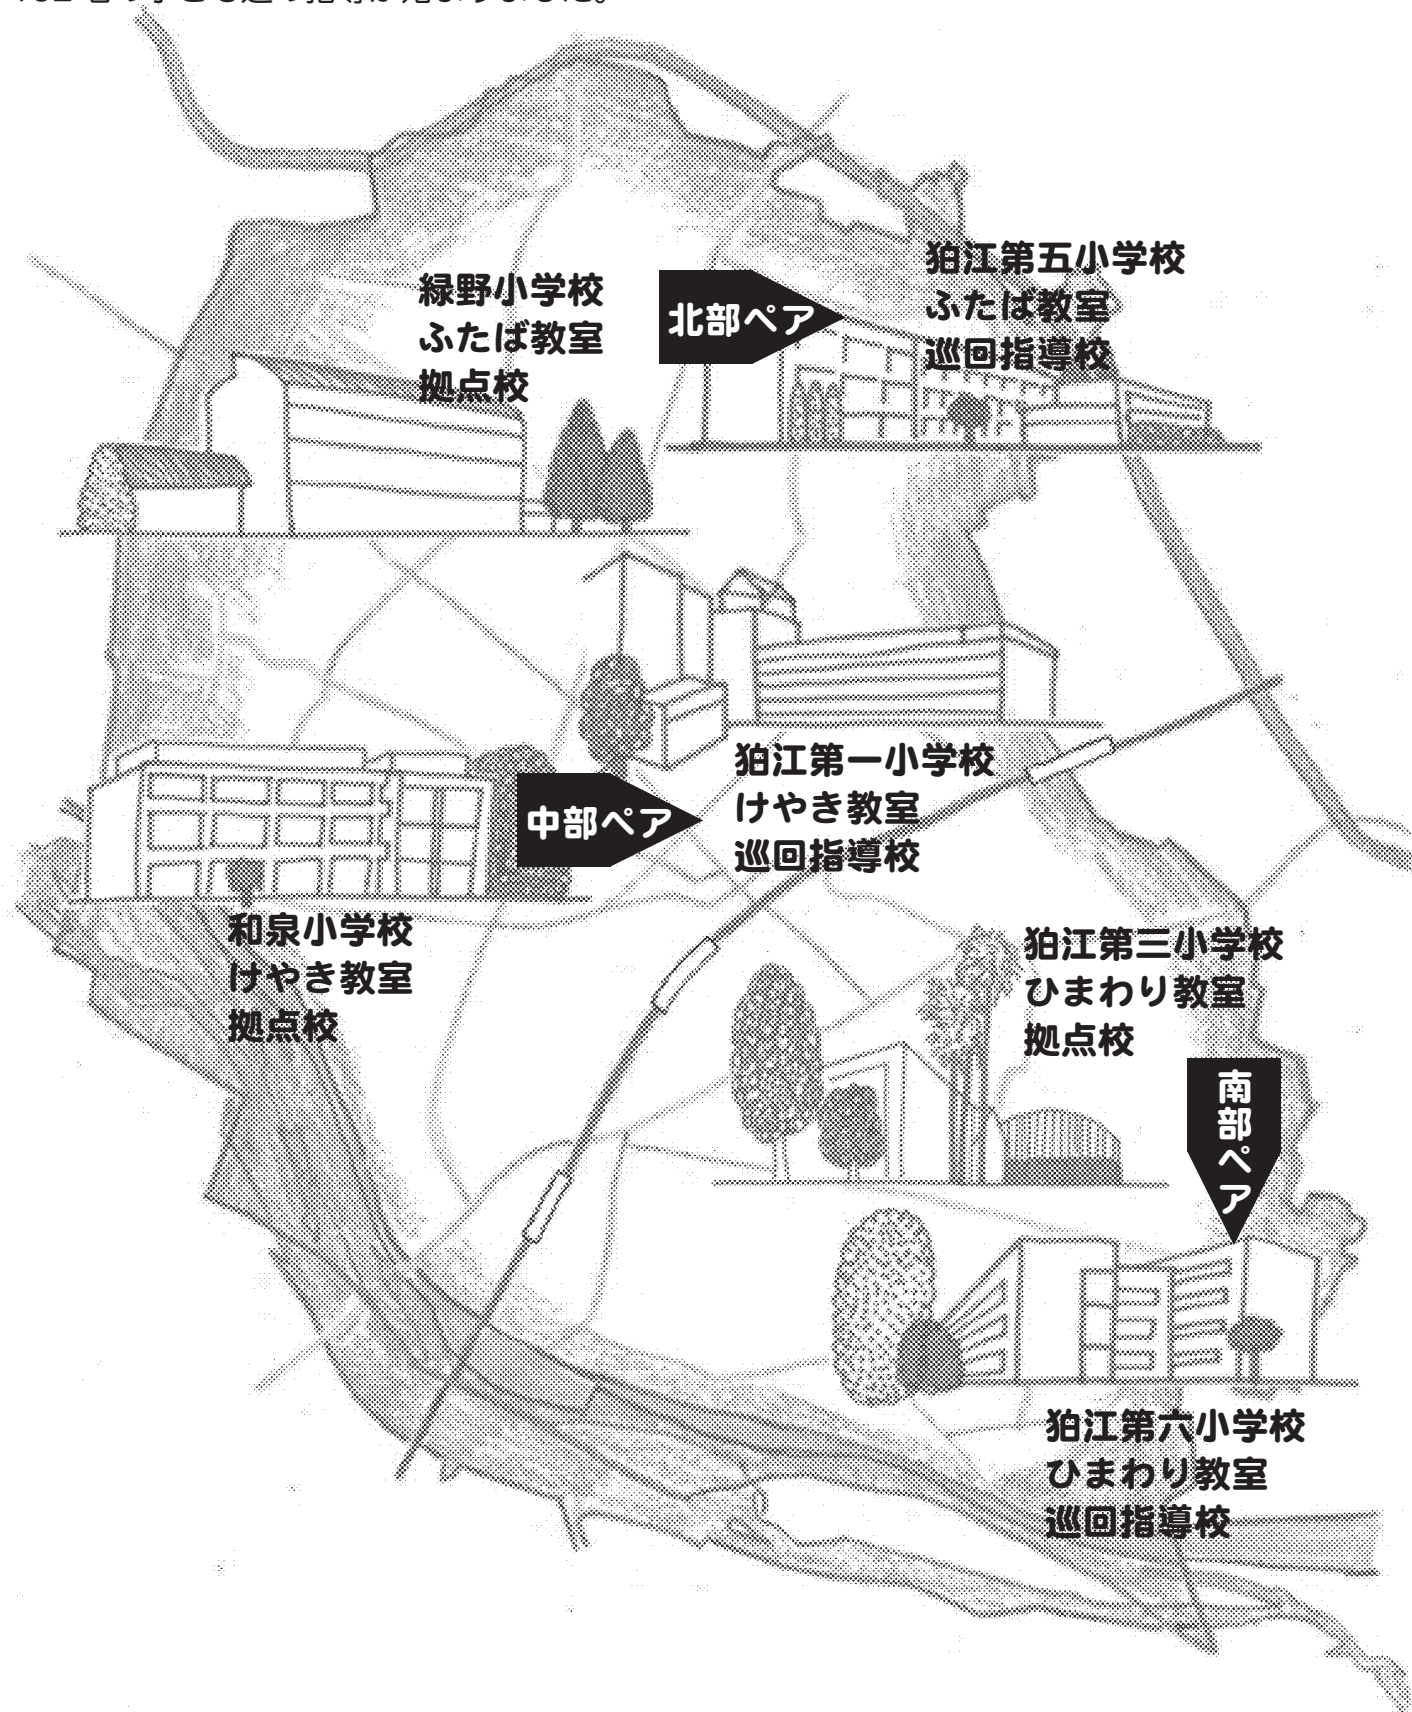 緑野小学校
ふたば教室
拠点校
北部ペア
狛江第五小学校
ふたば教室
巡回指導校
中部ペア
狛江第一小学校
けやき教室
巡回指導校
和泉小学校
けやき教室
拠点校
狛江第三小学校
ひまわり教室
拠点校
南部ペア
狛江第六小学校
ひまわり教室
巡回指導校